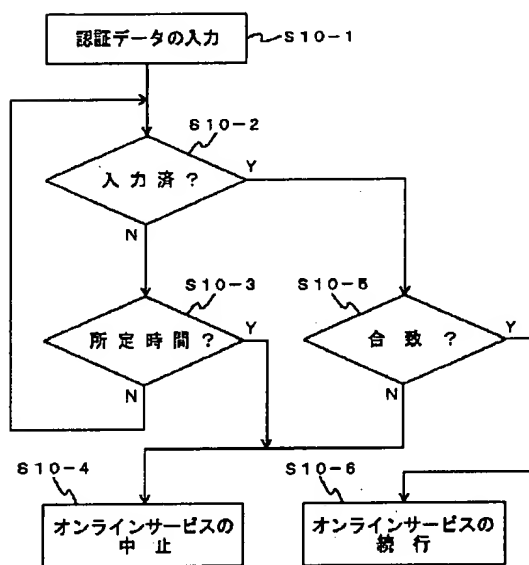 認証データの入力
S10-1
S10-2
入力済?
Y
N
S10-3
所定時間?
Y
N
S10-5
合致?
Y
N
S10-4
オンラインサービスの
中止
S10-6
オンラインサービスの
続行